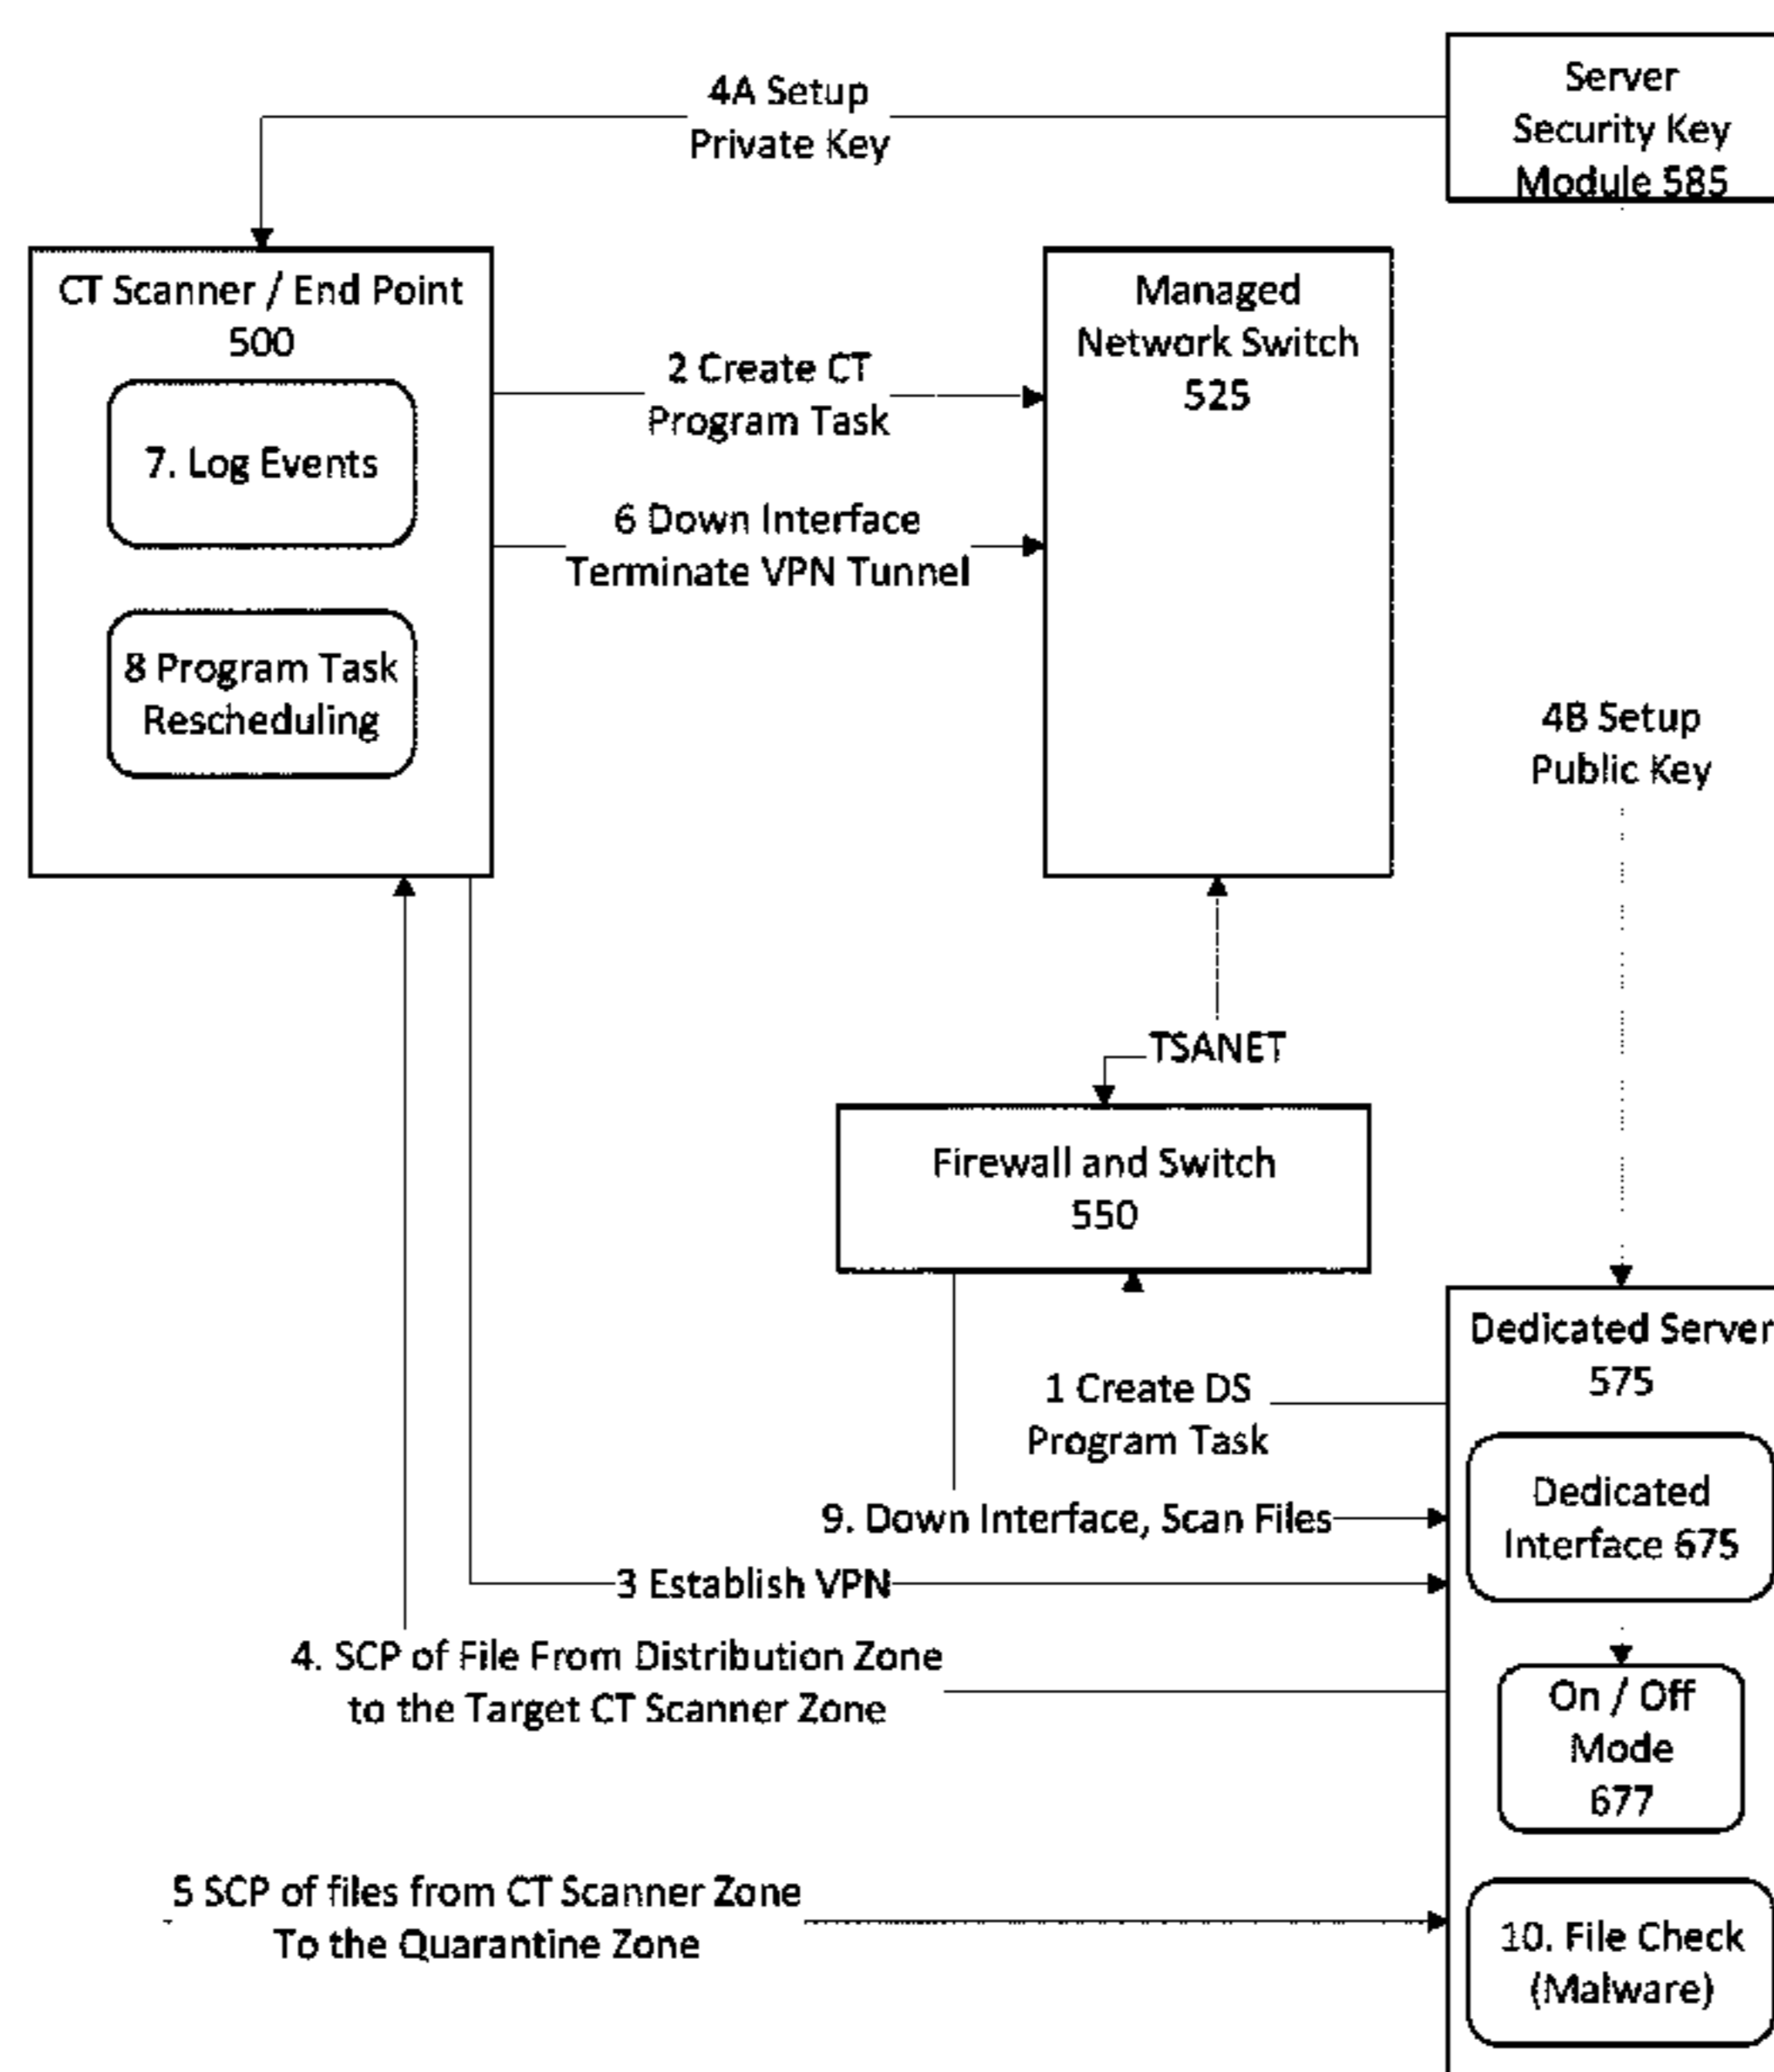 Server
Security Key
Module 585
4A Setup
Private Key
CT Scanner / End Point
500
7. Log Events
8 Program Task
Rescheduling
2 Create CT
Program Task
6 Down Interface
Terminate VPN Tunnel
Managed
Network Switch
525
4B Setup
Public Key
TSANET
Firewall and Switch
550
Dedicated Server
575
1 Create DS
Program Task
Dedicated
Interface 675
9. Down Interface, Scan Files
3 Establish VPN
4. SCP of File From Distribution Zone
to the Target CT Scanner Zone
On / Off
Mode
677
5 SCP of files from CT Scanner Zone
To the Quarantine Zone
10. File Check
(Malware)